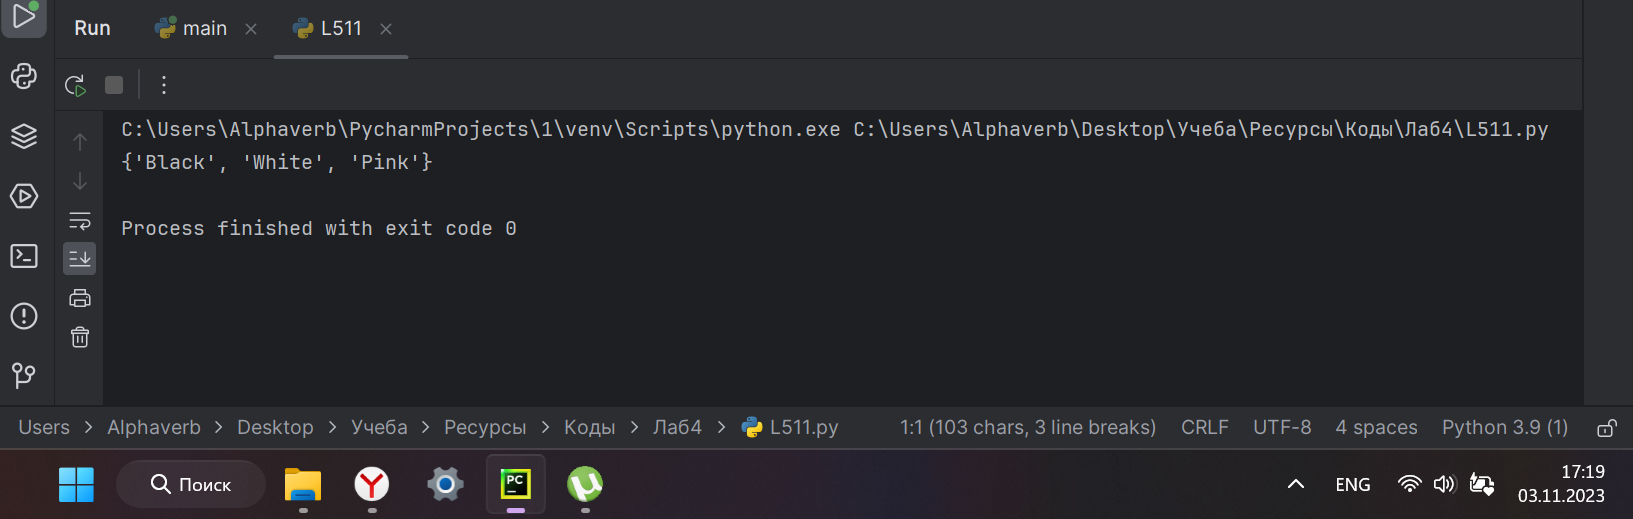 Run main L511
C:\Users\Alphaverb\PycharmProjects\1\venv\Scripts\python.exe C:\Users\Alphaverb\Desktop\Учеба\Ресурсы\Коды\Лаб4\L511.py
{'Black', 'White', 'Pink'}
Process finished with exit code 0
Users > Alphaverb > Desktop > Учеба > Ресурсы > Коды > Лаб4 > L511.py 1:1 (103 chars, 3 line breaks) CRLF UTF-8 4 spaces Python 3.9 (1)
Поиск PC ENG 17:19
03.11.2023